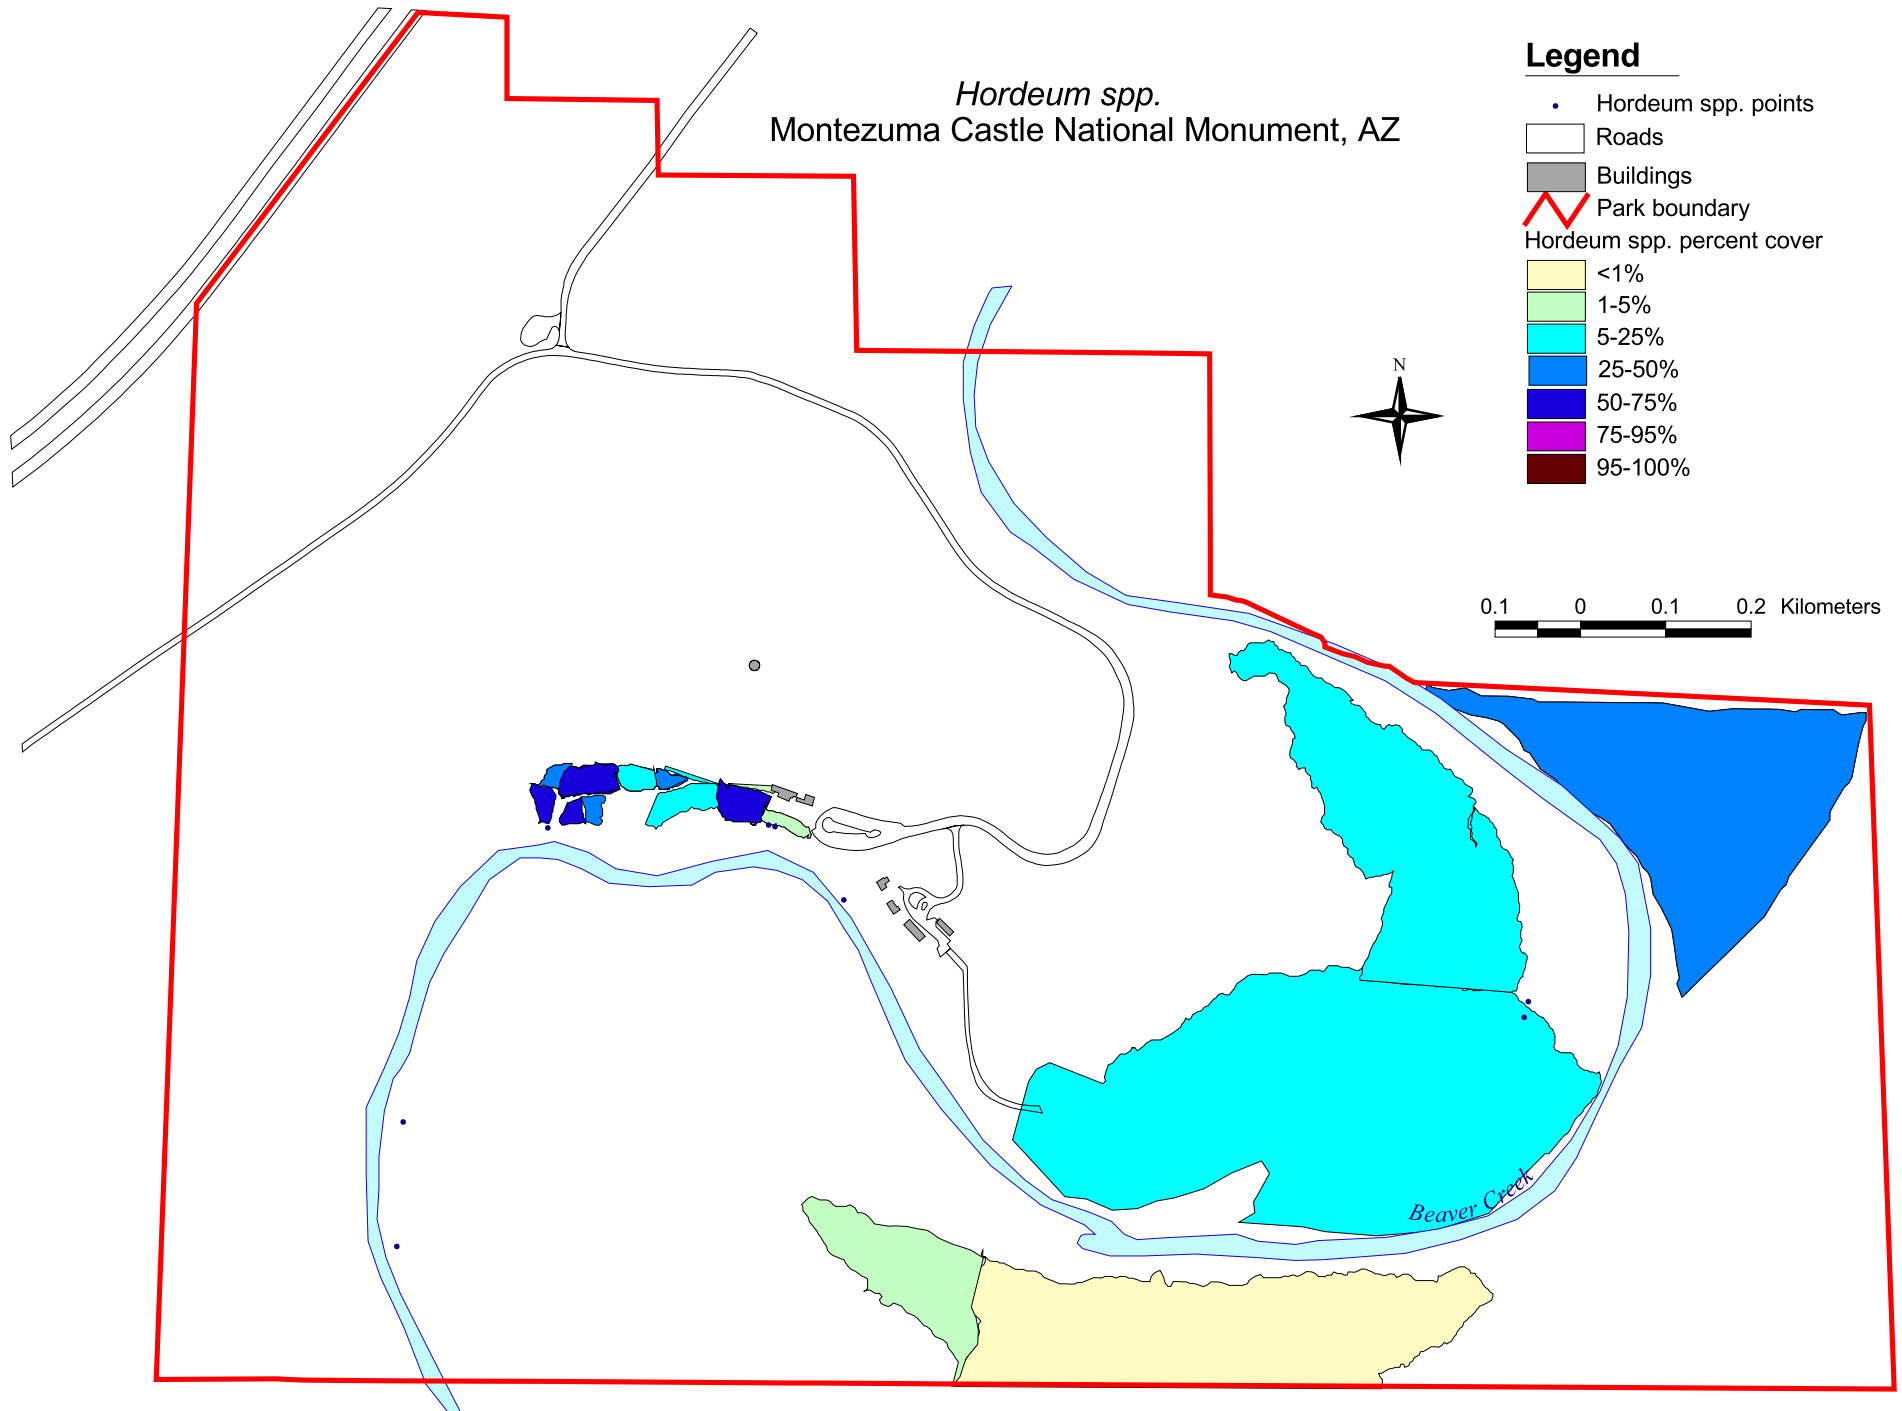 Hordeum spp.
Montezuma Castle National Monument, AZ
Legend
Hordeum spp. points
Roads
Buildings
Park boundary
Hordeum spp. percent cover
<1%
1-5%
5-25%
25-50%
50-75%
75-95%
95-100%
N
0.1 0 0.1 0.2 Kilometers
Beaver Creek